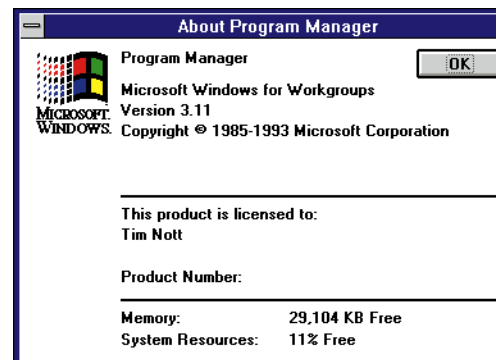 About Program Manager
Program Manager
OK
Microsoft Windows for Workgroups
MICROSOFT.
WINDOWS.
Version 3.11
Copyright © 1985-1993 Microsoft Corporation
This product is licensed to:
Tim Nott
Product Number:
Memory: 29,104 KB Free
System Resources: 11% Free